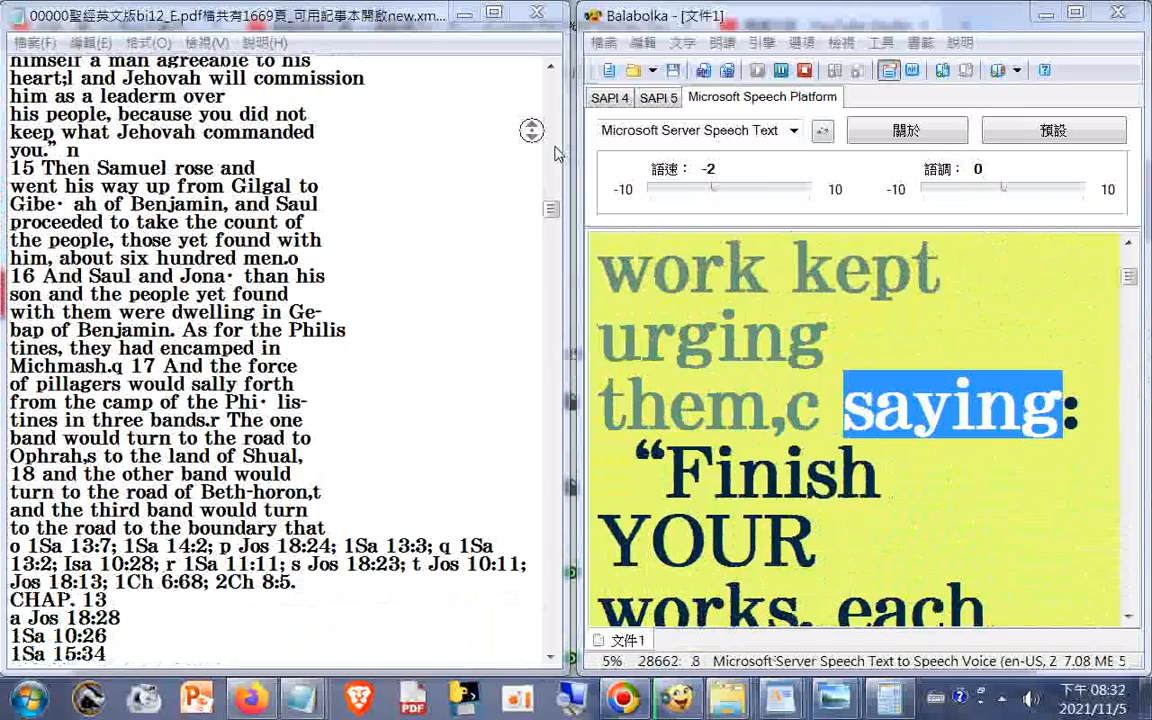 00000聖經英文版bi12_E.pdf檔共有1669頁_可用記事本開啟new.xm...
檔案(F) 編輯(E) 格式(O) 檢視(V) 說明(H)
himself a man agreeable to his
heart;l and Jehovah will commission
him as a leaderm over
his people, because you did not
keep what Jehovah commanded
you.” n
15 Then Samuel rose and
went his way up from Gilgal to
Gibe· ah of Benjamin, and Saul
proceeded to take the count of
the people, those yet found with
him, about six hundred men.o
16 And Saul and Jona· than his
son and the people yet found
with them were dwelling in Ge-
bap of Benjamin. As for the Philis
tines, they had encamped in
Michmash.q 17 And the force
of pillagers would sally forth
from the camp of the Phi· lis-
tines in three bands.r The one
band would turn to the road to
Ophrah,s to the land of Shual,
18 and the other band would
turn to the road of Beth-horon,t
and the third band would turn
to the road to the boundary that
o 1Sa 13:7; 1Sa 14:2; p Jos 18:24; 1Sa 13:3; q 1Sa
13:2; Isa 10:28; r 1Sa 11:11; s Jos 18:23; t Jos 10:11;
Jos 18:13; 1Ch 6:68; 2Ch 8:5.
CHAP. 13
a Jos 18:28
1Sa 10:26
1Sa 15:34
Balabolka - [文件1]
檔案 編輯 文字 朗讀 引擎 選項 檢視 工具 書籤 說明
SAPI 4 SAPI 5 Microsoft Speech Platform
Microsoft Server Speech Text 關於 預設
語速： -2 語調： 0
-10 10 -10 10
work kept
urging
them,c saying:
“Finish
YOUR
works, each
文件1
5% 28662: .8 Microsoft Server Speech Text to Speech Voice (en-US, Z 7.08 MB 5
PDF
下午 08:32
2021/11/5